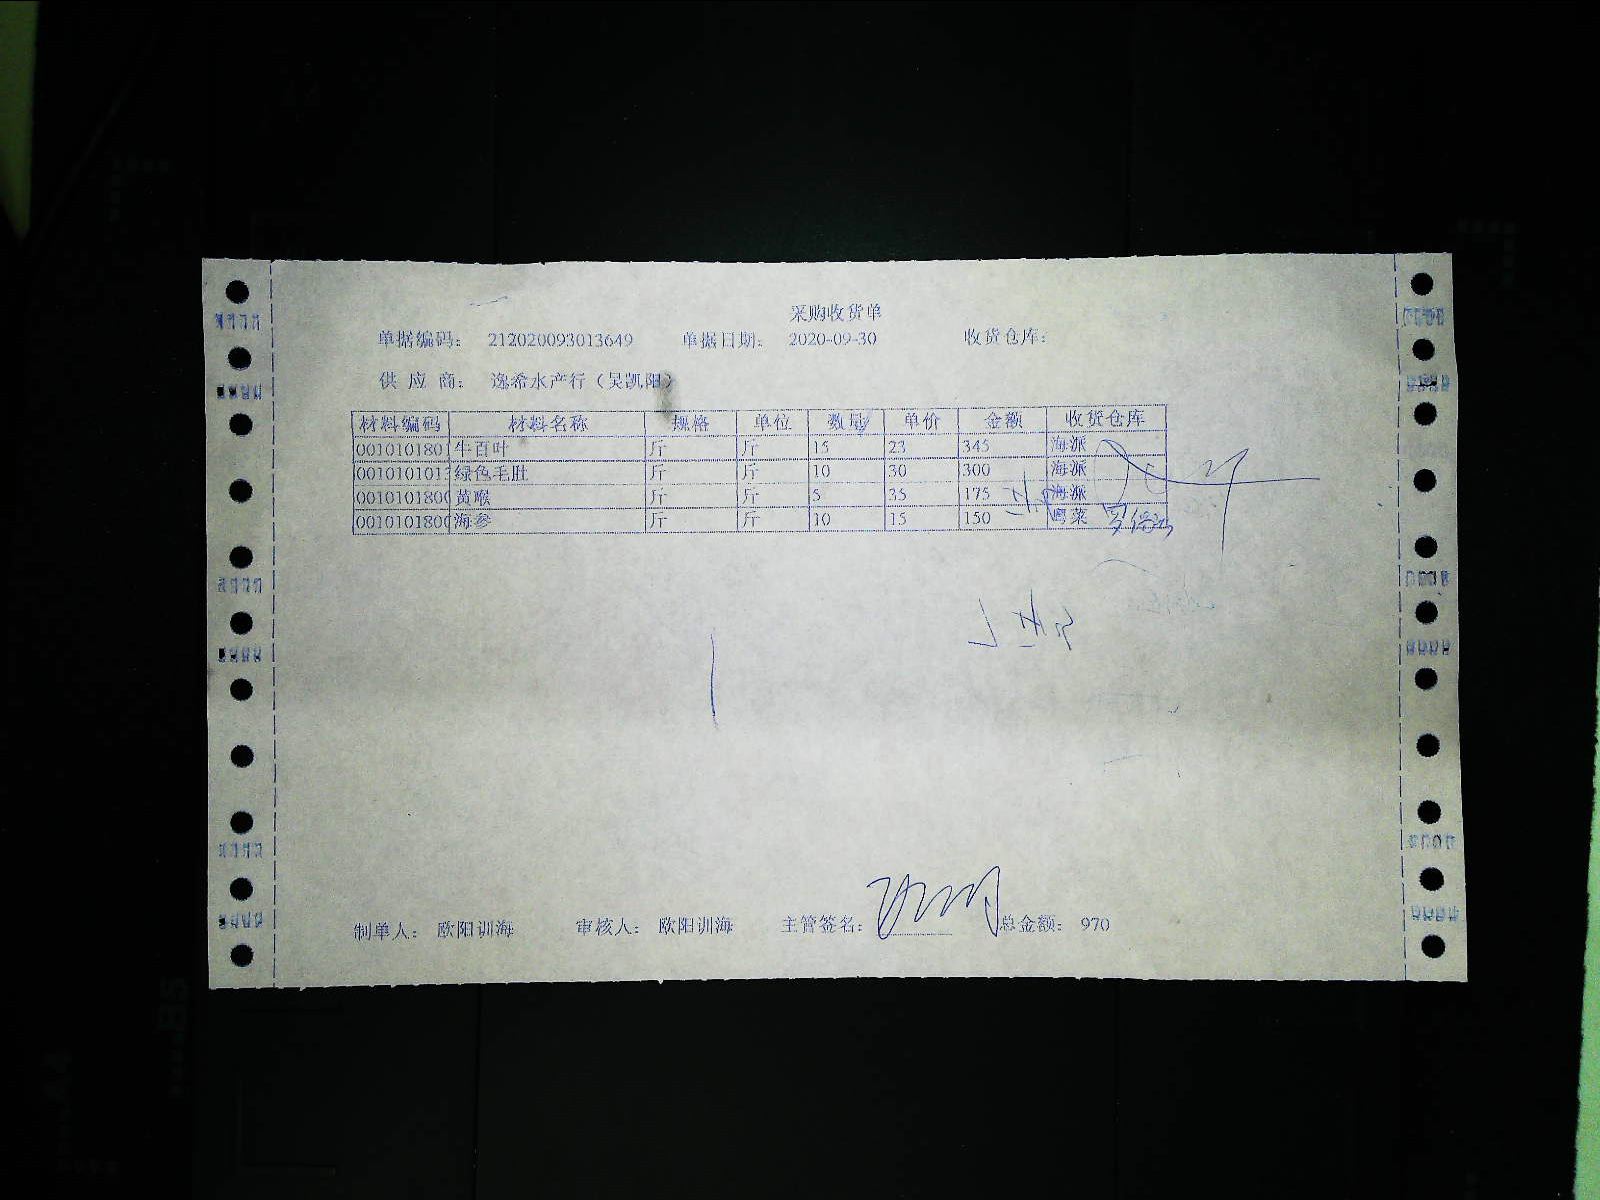 采购收货单
单据编码： 212020093013649 单据日期： 2020-09-30 收货仓库：
供 应 商： 逸希水产行（吴凯阳）
材料编码 材料名称 规格 单位 数量 单价 金额 收货仓库
0010101801 牛百叶 斤 斤 15 23 345 海派
001010101 绿色毛肚 斤 斤 10 30 300 海派
001010180 黄喉 斤 斤 5 35 175 海派
001010180 海参 斤 斤 10 15 150 粤菜
制单人： 欧阳训海 审核人： 欧阳训海 主管签名： 总金额： 970